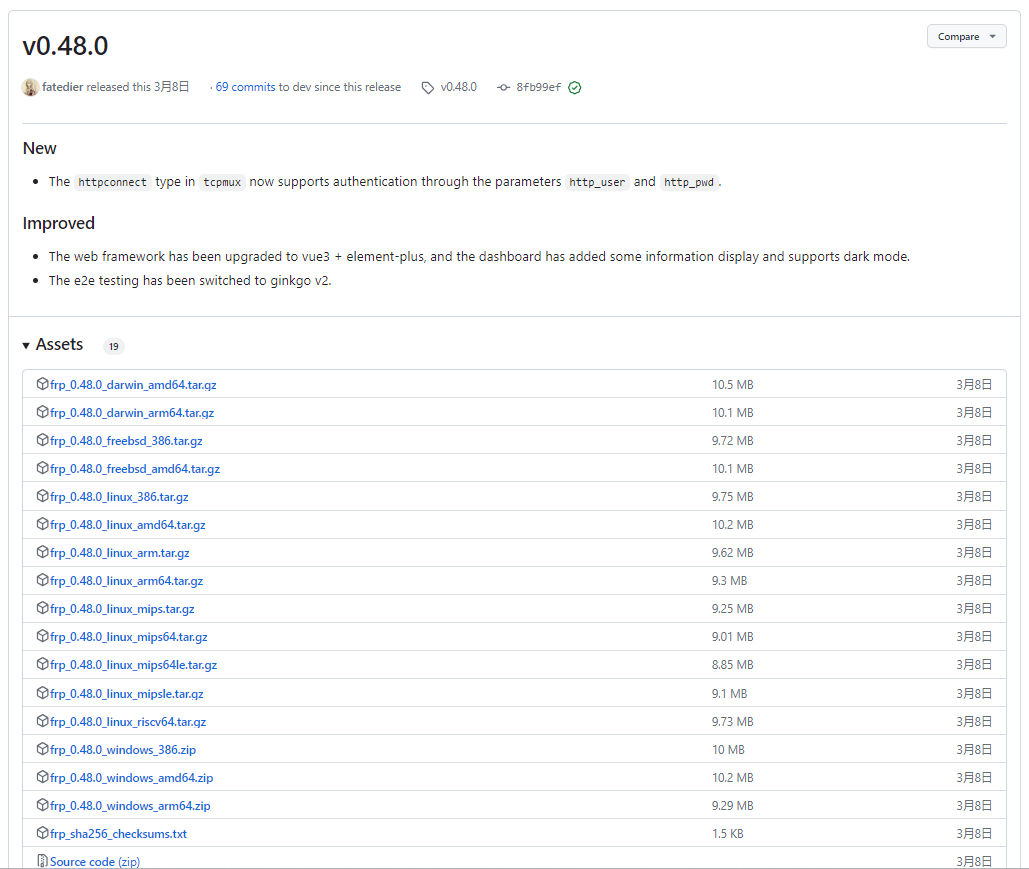 v0.48.0
Compare
fatedier released this 3月8日 · 69 commits to dev since this release v0.48.0 8fb99ef
New
The httpconnect type in tcpmux now supports authentication through the parameters http_user and http_pwd.
Improved
The web framework has been upgraded to vue3 + element-plus, and the dashboard has added some information display and supports dark mode.
The e2e testing has been switched to ginkgo v2.
Assets 19
frp_0.48.0_darwin_amd64.tar.gz 10.5 MB 3月8日
frp_0.48.0_darwin_arm64.tar.gz 10.1 MB 3月8日
frp_0.48.0_freebsd_386.tar.gz 9.72 MB 3月8日
frp_0.48.0_freebsd_amd64.tar.gz 10.1 MB 3月8日
frp_0.48.0_linux_386.tar.gz 9.75 MB 3月8日
frp_0.48.0_linux_amd64.tar.gz 10.2 MB 3月8日
frp_0.48.0_linux_arm.tar.gz 9.62 MB 3月8日
frp_0.48.0_linux_arm64.tar.gz 9.3 MB 3月8日
frp_0.48.0_linux_mips.tar.gz 9.25 MB 3月8日
frp_0.48.0_linux_mips64.tar.gz 9.01 MB 3月8日
frp_0.48.0_linux_mips64le.tar.gz 8.85 MB 3月8日
frp_0.48.0_linux_mipsle.tar.gz 9.1 MB 3月8日
frp_0.48.0_linux_riscv64.tar.gz 9.73 MB 3月8日
frp_0.48.0_windows_386.zip 10 MB 3月8日
frp_0.48.0_windows_amd64.zip 10.2 MB 3月8日
frp_0.48.0_windows_arm64.zip 9.29 MB 3月8日
frp_sha256_checksums.txt 1.5 KB 3月8日
Source code (zip) 3月8日